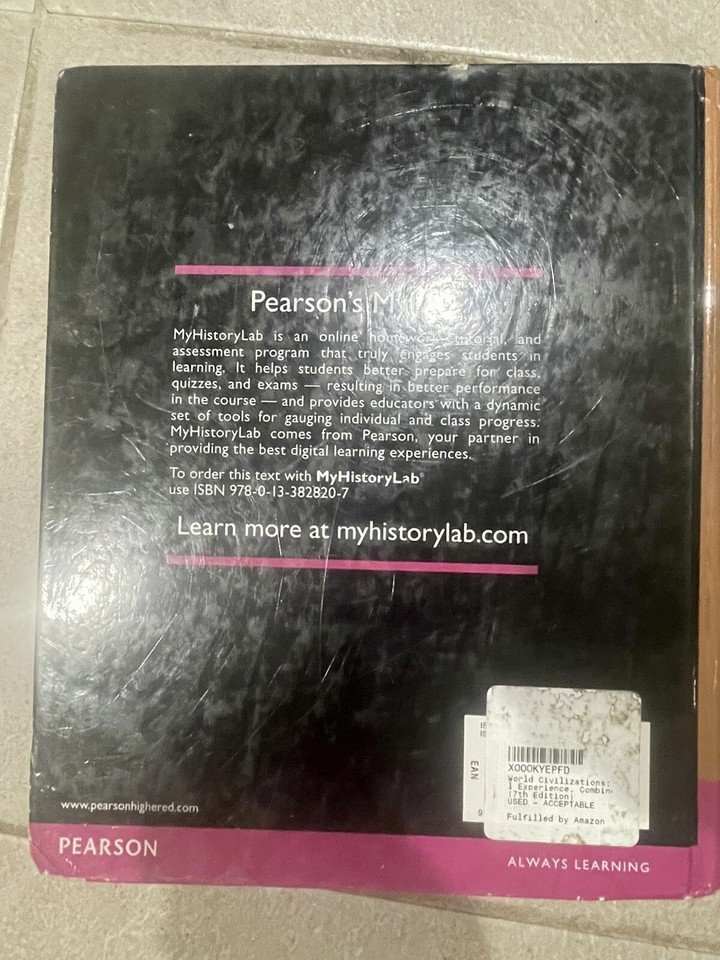 Pearson's M
MyHistoryLab is an online homework, tutorial, and
assessment program that truly engages students in
learning. It helps students better prepare for class,
quizzes, and exams — resulting in better performance
in the course — and provides educators with a dynamic
set of tools for gauging individual and class progress.
MyHistoryLab comes from Pearson, your partner in
providing the best digital learning experiences.
To order this text with MyHistoryLab®
use ISBN 978-0-13-382820-7
Learn more at myhistorylab.com
IS
IS
EAN
9
X000KYEPFD
World Civilizations:
l Experience, Combin
(7th Edition)
USED - ACCEPTABLE
Fulfilled by Amazon
www.pearsonhighered.com
PEARSON
ALWAYS LEARNING